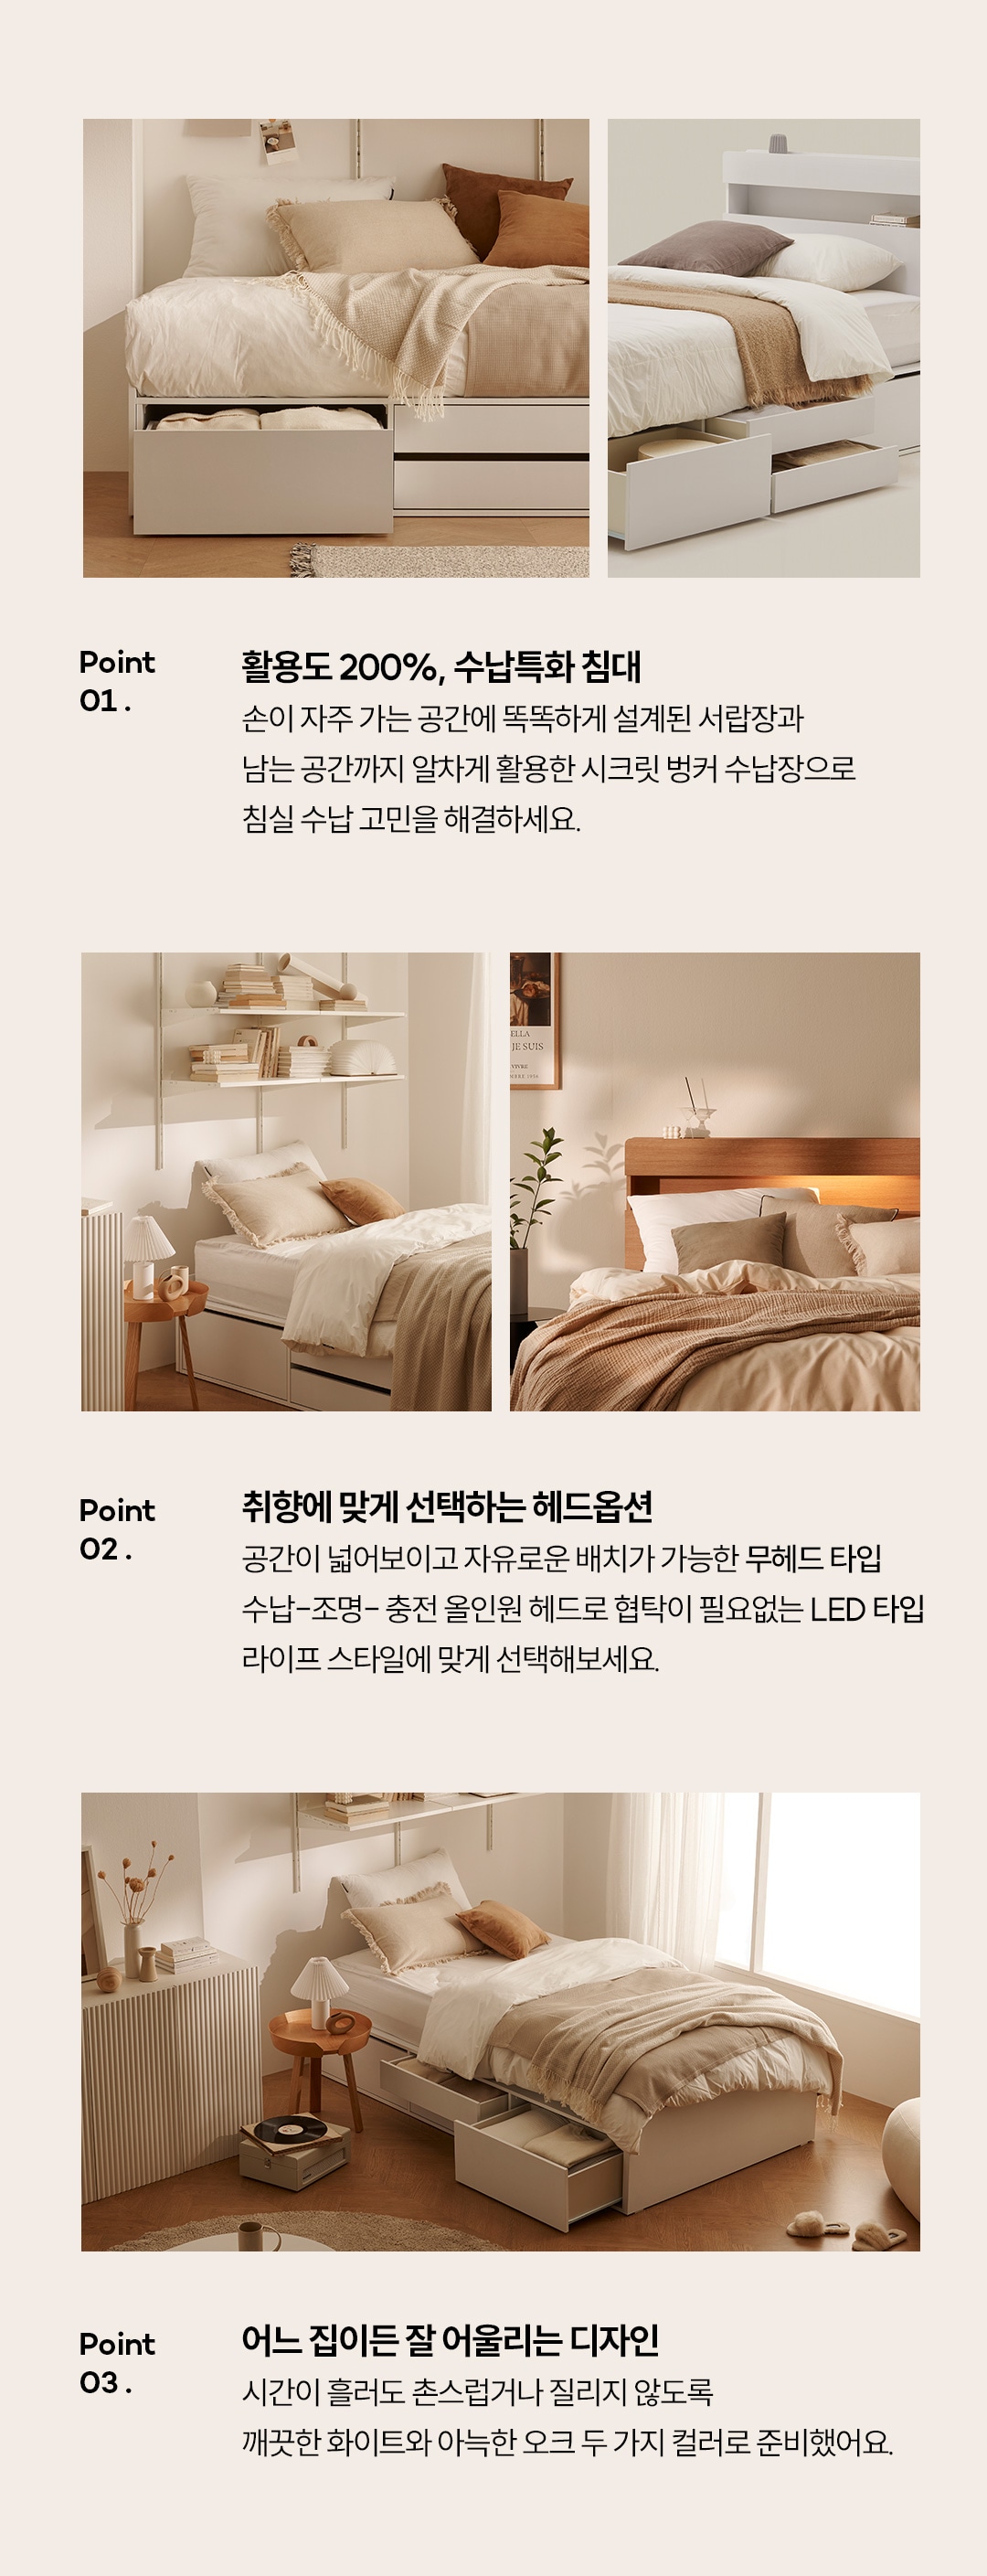 Point
01.
활용도 200%, 수납특화 침대
손이 자주 가는 공간에 똑똑하게 설계된 서랍장과
남는 공간까지 알차게 활용한 시크릿 벙커 수납장으로
침실 수납 고민을 해결하세요.
ELLA
JE SUIS
VIVRE
Point
02.
취향에 맞게 선택하는 헤드옵션
공간이 넓어보이고 자유로운 배치가 가능한 무헤드 타입
수납-조명- 충전 올인원 헤드로 협탁이 필요없는 LED 타입
라이프 스타일에 맞게 선택해보세요.
Point
03.
어느 집이든 잘 어울리는 디자인
시간이 흘러도 촌스럽거나 질리지 않도록
깨끗한 화이트와 아늑한 오크 두 가지 컬러로 준비했어요.